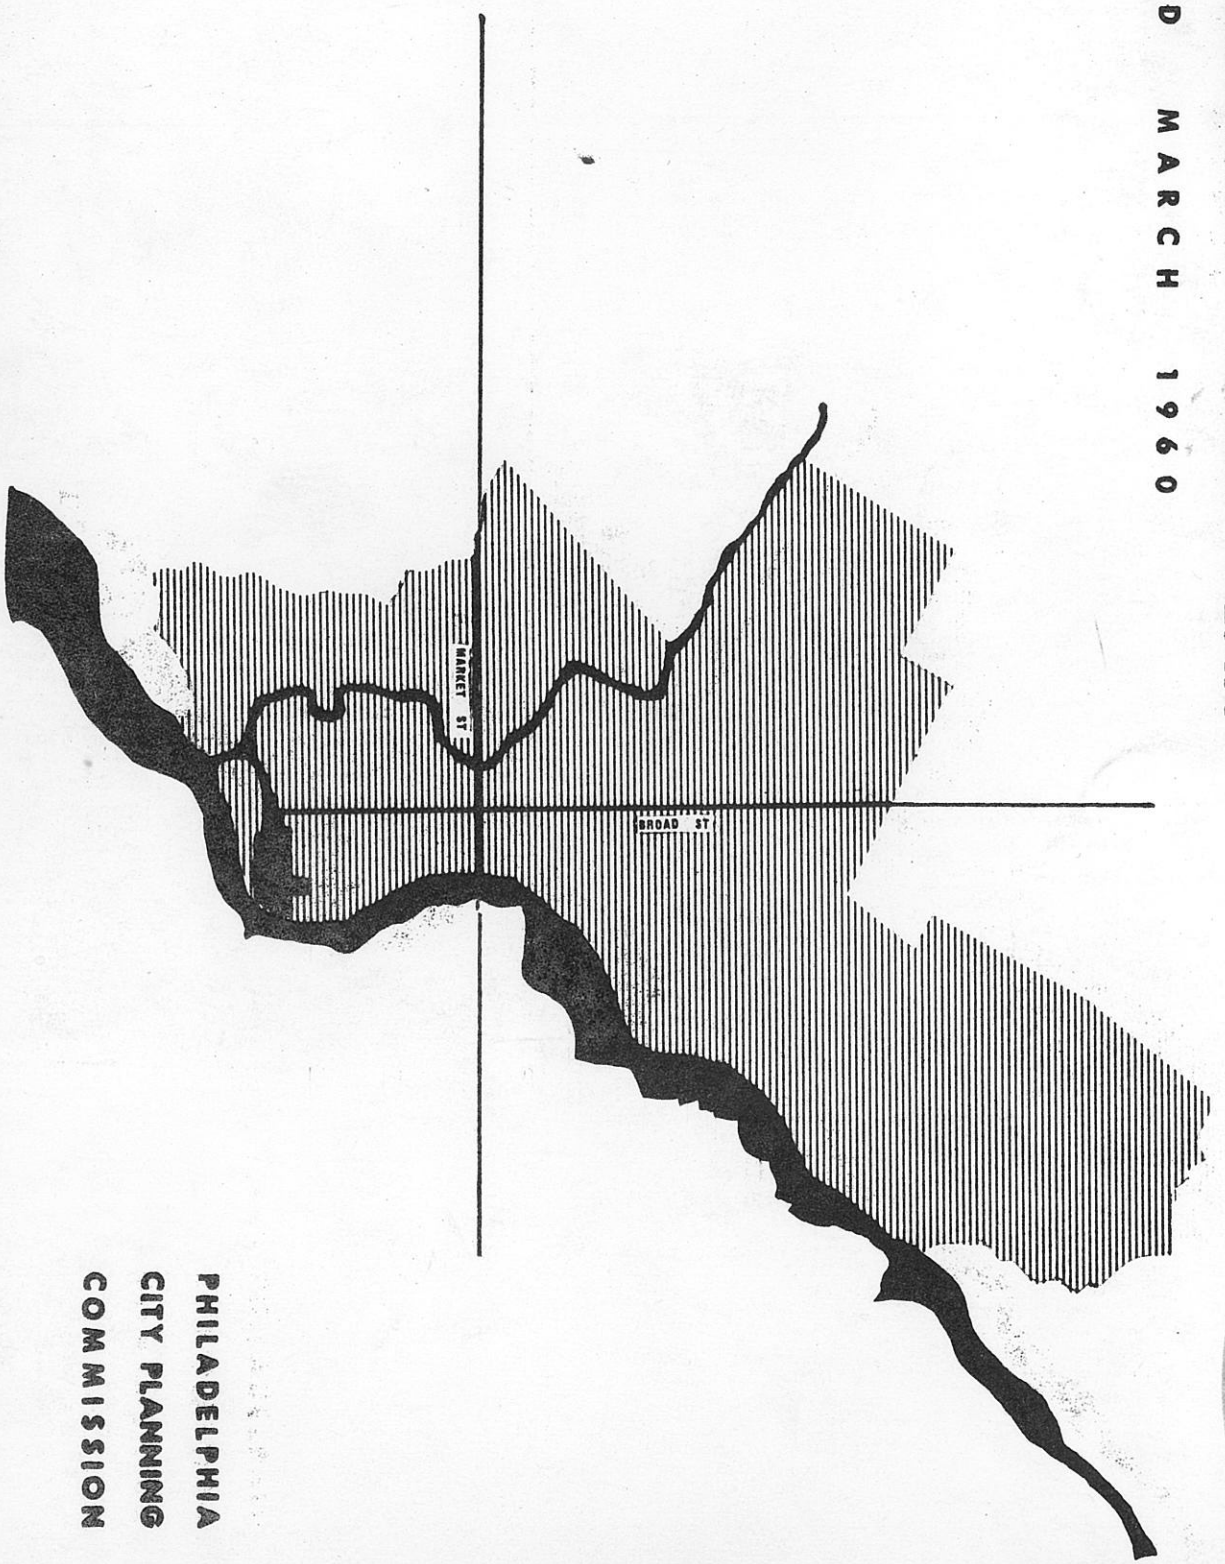 D MARCH 1960
MARKET ST
BROAD ST
PHILADELPHIA
CITY PLANNING
COMMISSION